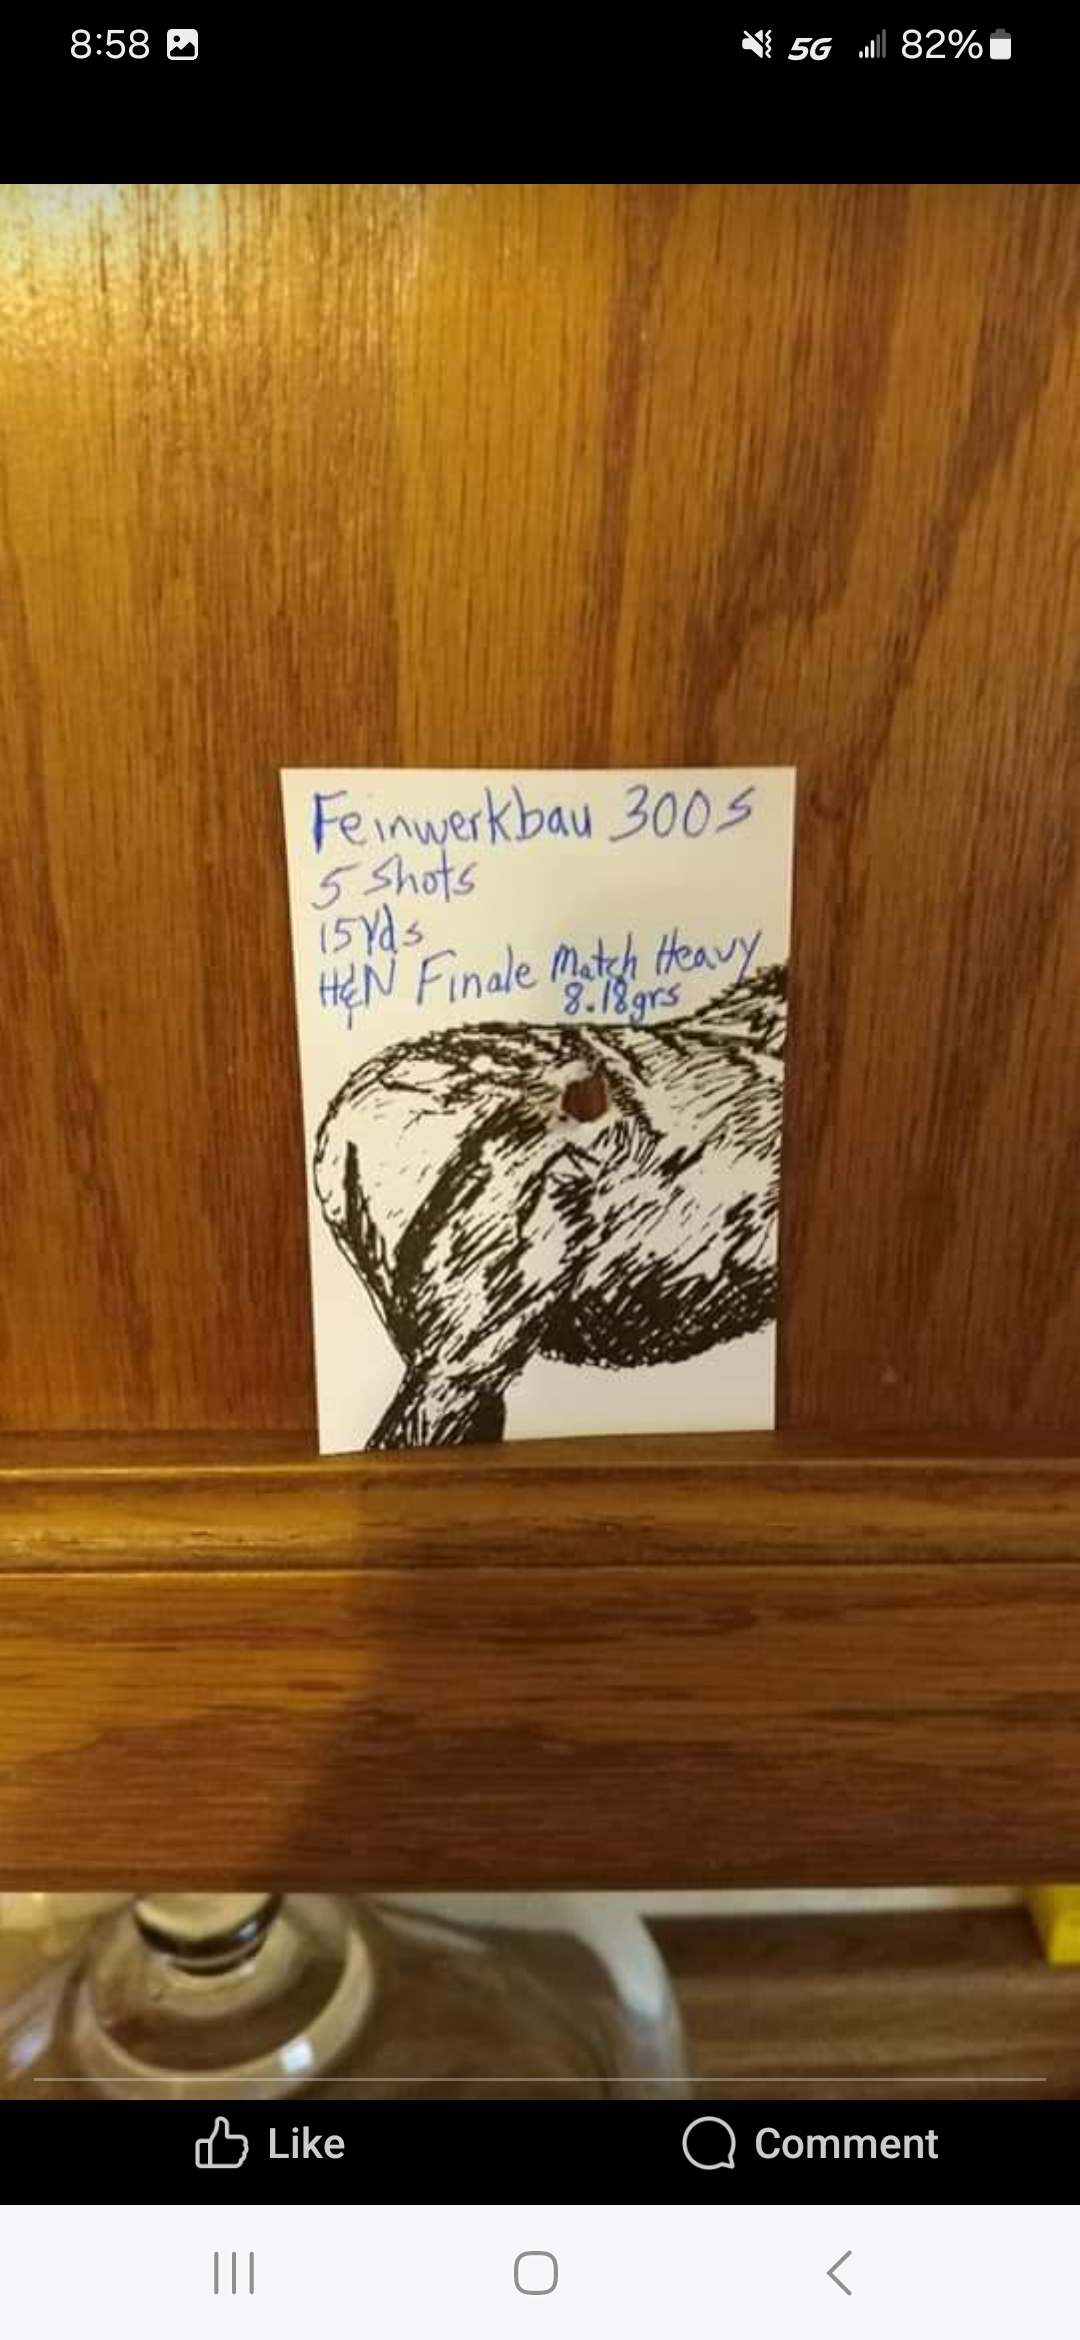 8:58 5G 82%
Feinwerkbau 300S
5 Shots
15Yds
H&N Finale Match Heavy
8.18grs
Like Comment